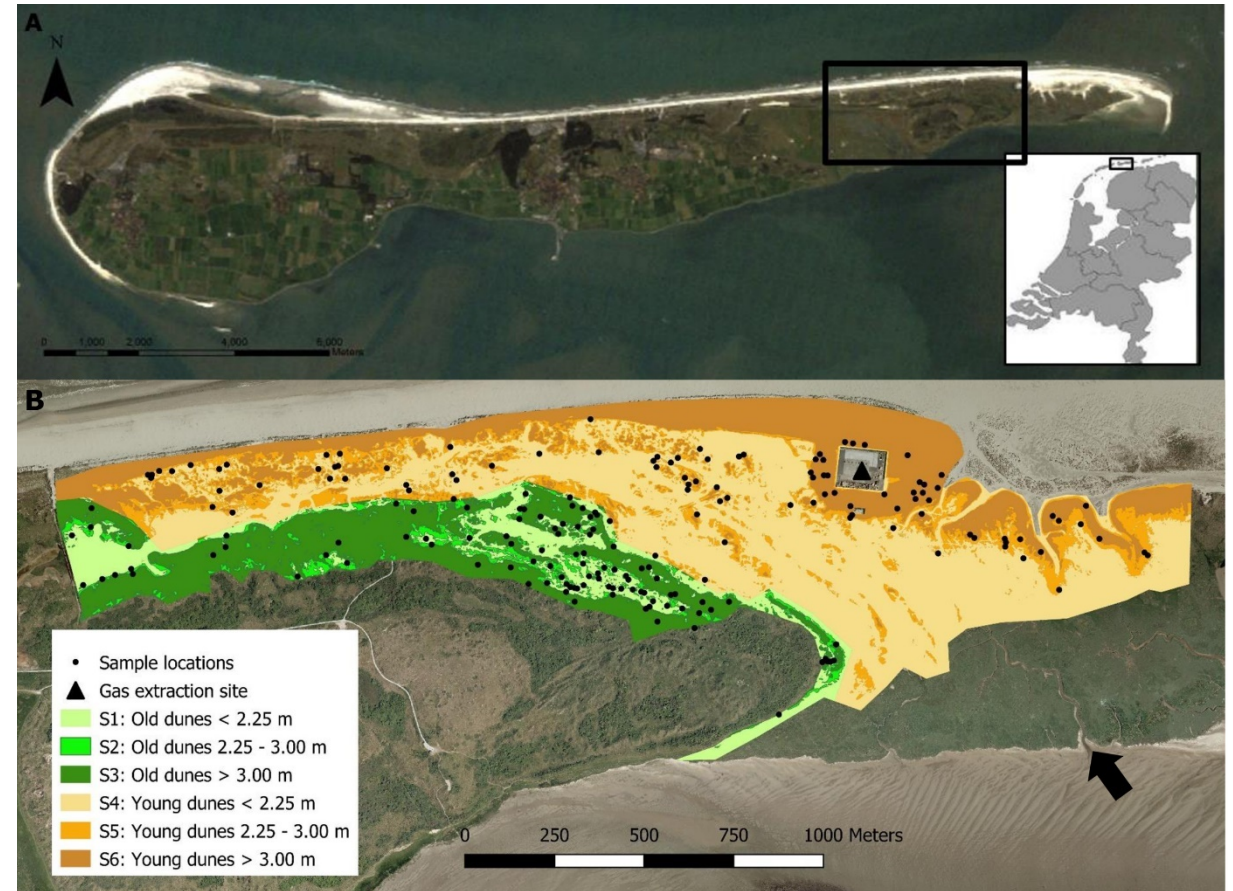 A
N
0 1,000 2,000 4,000 6,000
Meters
B
Sample locations
Gas extraction site
S1: Old dunes < 2.25 m
S2: Old dunes 2.25 - 3.00 m
S3: Old dunes > 3.00 m
S4: Young dunes < 2.25 m
S5: Young dunes 2.25 - 3.00 m
S6: Young dunes > 3.00 m
0 250 500 750 1000 Meters